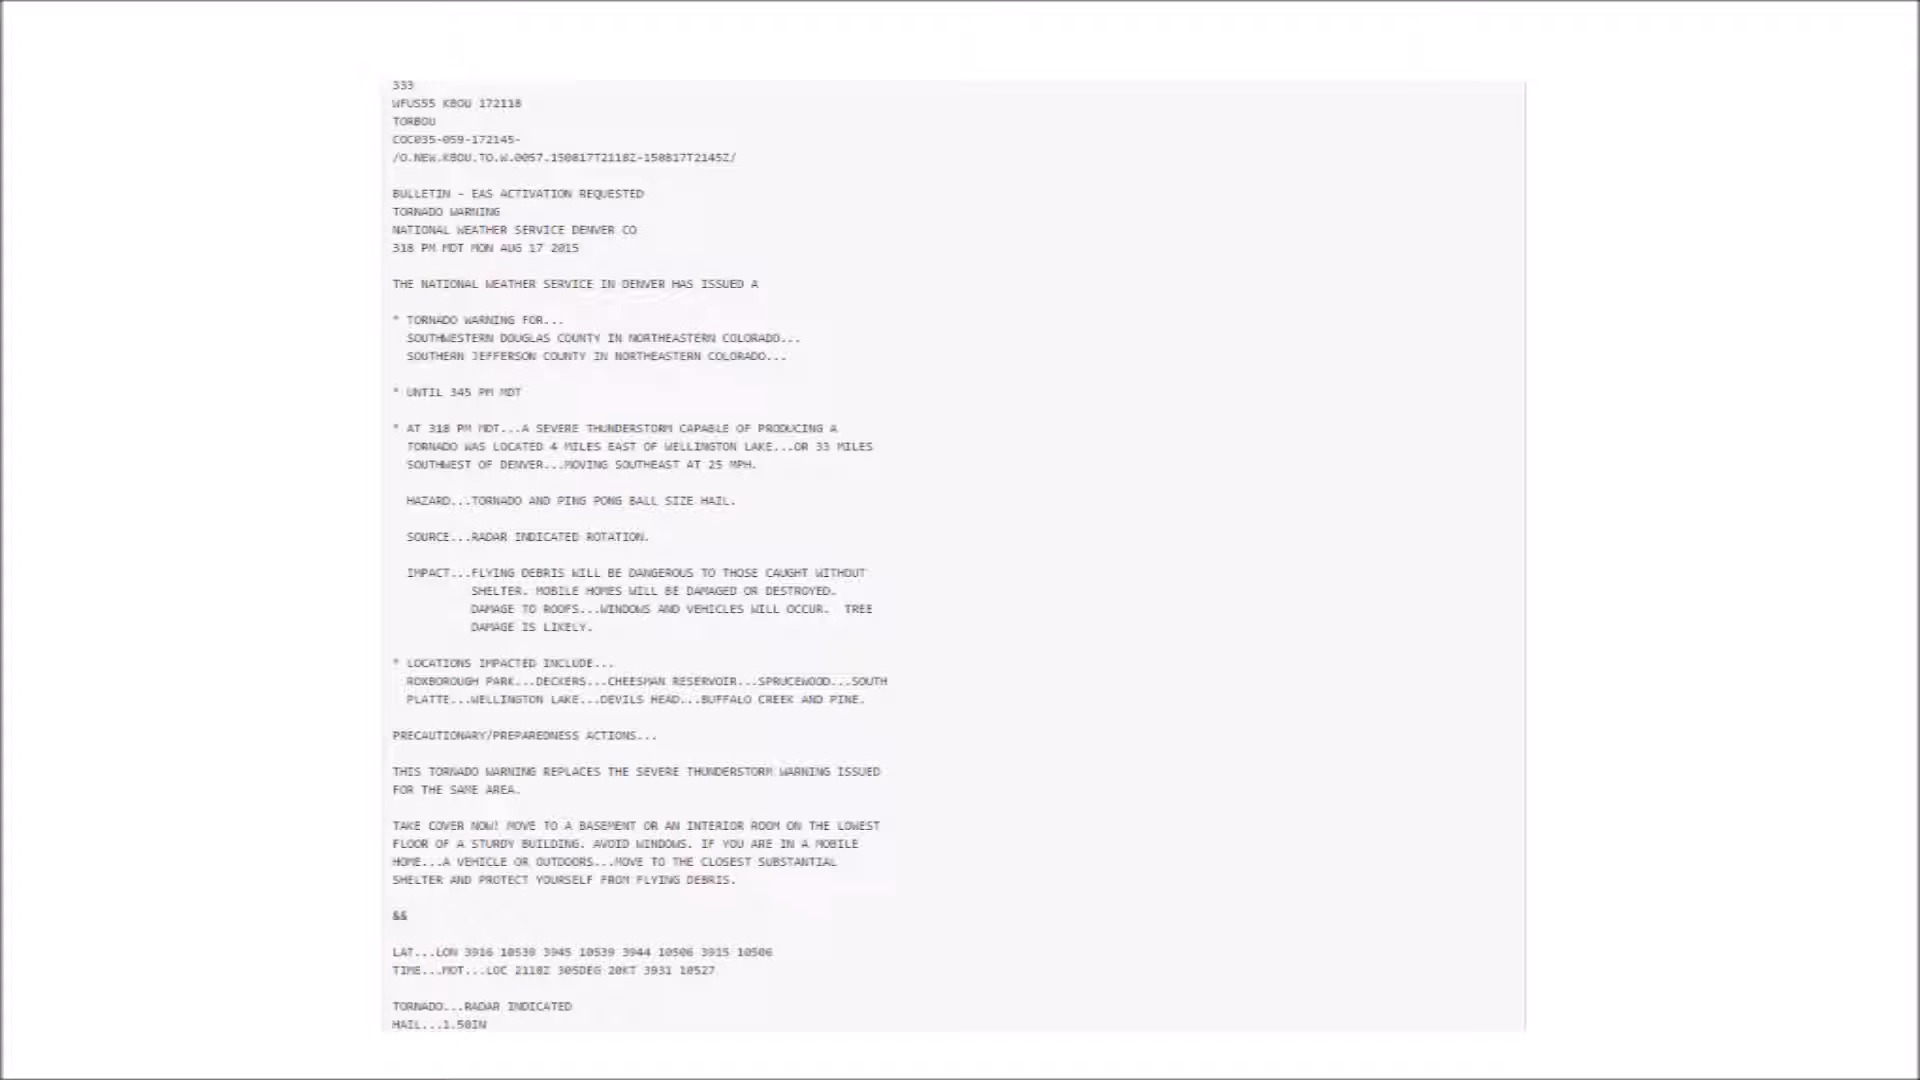 333
WFUS55 KBOU 172118
TORBOU
COC035-059-172145-
/O.NEW.KBOU.TO.W.0057.150817T2118Z-150817T2145Z/
BULLETIN - EAS ACTIVATION REQUESTED
TORNADO WARNING
NATIONAL WEATHER SERVICE DENVER CO
318 PM MDT MON AUG 17 2015
THE NATIONAL WEATHER SERVICE IN DENVER HAS ISSUED A
* TORNADO WARNING FOR...
SOUTHWESTERN DOUGLAS COUNTY IN NORTHEASTERN COLORADO...
SOUTHERN JEFFERSON COUNTY IN NORTHEASTERN COLORADO...
* UNTIL 345 PM MDT
* AT 318 PM MDT...A SEVERE THUNDERSTORM CAPABLE OF PRODUCING A
TORNADO WAS LOCATED 4 MILES EAST OF WELLINGTON LAKE...OR 33 MILES
SOUTHWEST OF DENVER...MOVING SOUTHEAST AT 25 MPH.
HAZARD...TORNADO AND PING PONG BALL SIZE HAIL.
SOURCE...RADAR INDICATED ROTATION.
IMPACT...FLYING DEBRIS WILL BE DANGEROUS TO THOSE CAUGHT WITHOUT
SHELTER. MOBILE HOMES WILL BE DAMAGED OR DESTROYED.
DAMAGE TO ROOFS...WINDOWS AND VEHICLES WILL OCCUR. TREE
DAMAGE IS LIKELY.
* LOCATIONS IMPACTED INCLUDE...
ROXBOROUGH PARK...DECKERS...CHEESMAN RESERVOIR...SPRUCEWOOD...SOUTH
PLATTE...WELLINGTON LAKE...DEVILS HEAD...BUFFALO CREEK AND PINE.
PRECAUTIONARY/PREPAREDNESS ACTIONS...
THIS TORNADO WARNING REPLACES THE SEVERE THUNDERSTORM WARNING ISSUED
FOR THE SAME AREA.
TAKE COVER NOW! MOVE TO A BASEMENT OR AN INTERIOR ROOM ON THE LOWEST
FLOOR OF A STURDY BUILDING. AVOID WINDOWS. IF YOU ARE IN A MOBILE
HOME...A VEHICLE OR OUTDOORS...MOVE TO THE CLOSEST SUBSTANTIAL
SHELTER AND PROTECT YOURSELF FROM FLYING DEBRIS.
&&
LAT...LON 3916 10539 3945 10539 3944 10506 3915 10506
TIME...MOT...LOC 2118Z 305DEG 20KT 3931 10527
TORNADO...RADAR INDICATED
HAIL...1.50IN